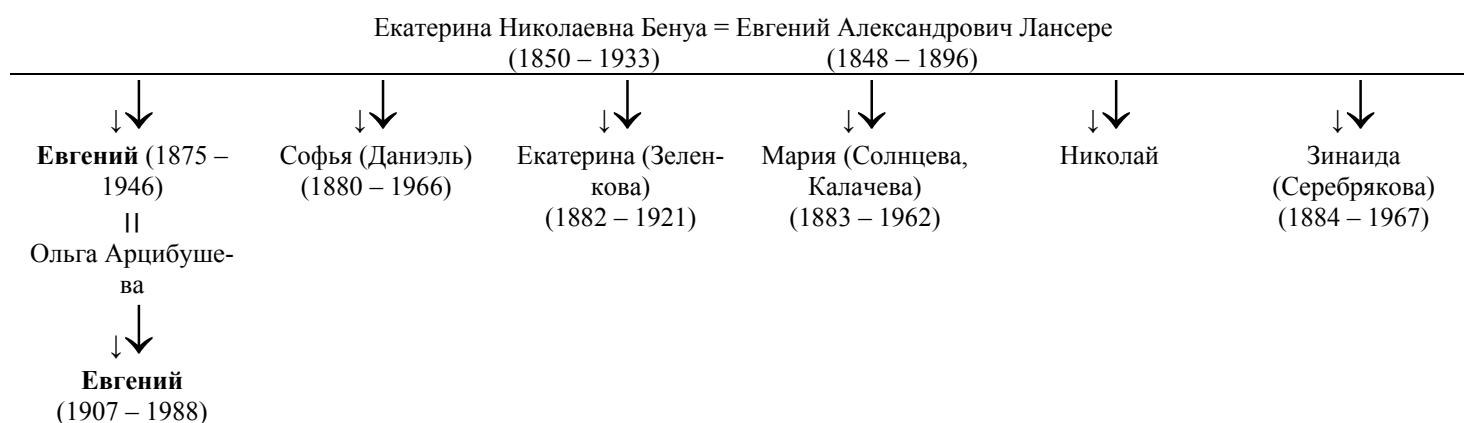 Екатерина Николаевна Бенуа = Евгений Александрович Лансере
(1850 – 1933) (1848 – 1896)
↓ ↓ ↓ ↓ ↓ ↓
Евгений (1875 – Софья (Даниэль) Екатерина (Зелен- Мария (Солнцева, Николай Зинаида
1946) (1880 – 1966) кова) Калачева) (Серебрякова)
(1882 – 1921) (1883 – 1962) (1884 – 1967)
=
Ольга Арцибуше-
ва
↓
Евгений
(1907 – 1988)